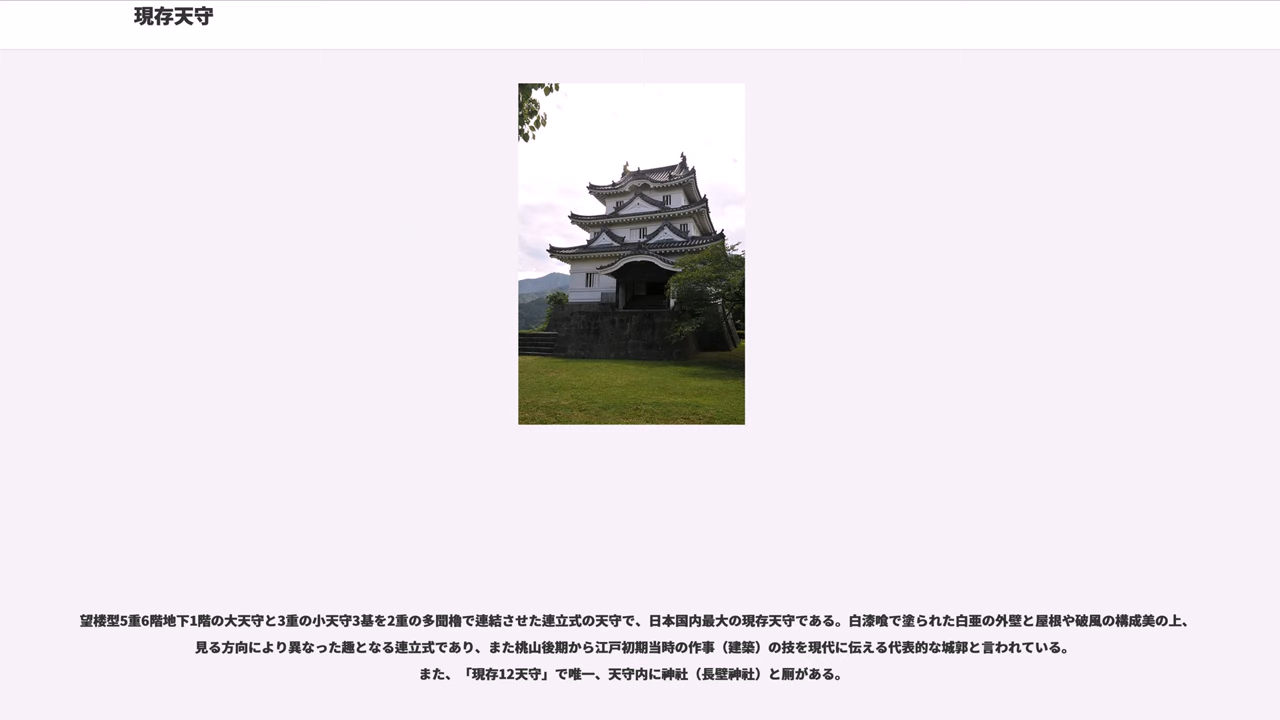 現存天守
望楼型5重6階地下1階の大天守と3重の小天守3基を2重の多聞櫓で連結させた連立式の天守で、日本国内最大の現存天守である。白漆喰で塗られた白亜の外壁と屋根や破風の構成美の上、
見る方向により異なった趣となる連立式であり、また桃山後期から江戸初期当時の作事（建築）の技を現代に伝える代表的な城郭と言われている。
また、「現存12天守」で唯一、天守内に神社（長壁神社）と厠がある。